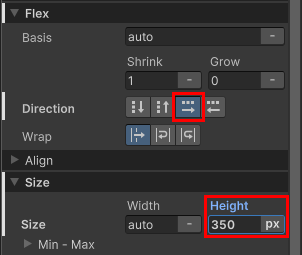 Flex
Basis auto -
Shrink Grow
1 - 0 -
Direction
Wrap
Align
Size
Width Height
Size auto - 350 px
Min - Max